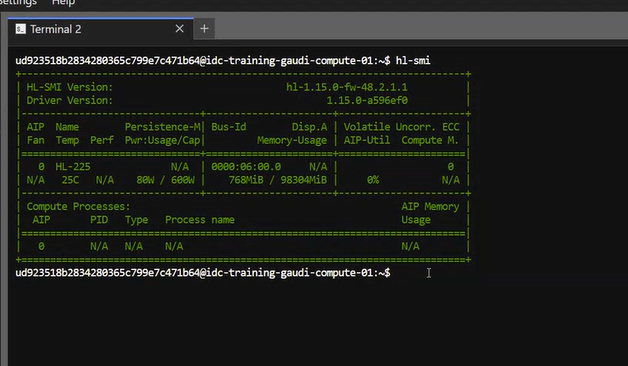 Settings Help
Terminal 2
ud923518b2834280365c799e7c471b64@idc-training-gaudi-compute-01:~$ hl-smi
+-----------------------------------------------------------------------------+
| HL-SMI Version: hl-1.15.0-fw-48.2.1.1 |
| Driver Version: 1.15.0-a596ef0 |
|-------------------------------+----------------------+----------------------+
| AIP Name Persistence-M| Bus-Id Disp.A | Volatile Uncorr. ECC |
| Fan Temp Perf Pwr:Usage/Cap| Memory-Usage | AIP-Util Compute M. |
|===============================+======================+======================|
| 0 HL-225 N/A | 0000:06:00.0 N/A | 0 |
| N/A 25C N/A 80W / 600W | 768MiB / 98304MiB | 0% N/A |
|-------------------------------+----------------------+----------------------+
| Compute Processes: AIP Memory |
| AIP PID Type Process name Usage |
|=============================================================================|
| 0 N/A N/A N/A N/A |
+=============================================================================+
ud923518b2834280365c799e7c471b64@idc-training-gaudi-compute-01:~$